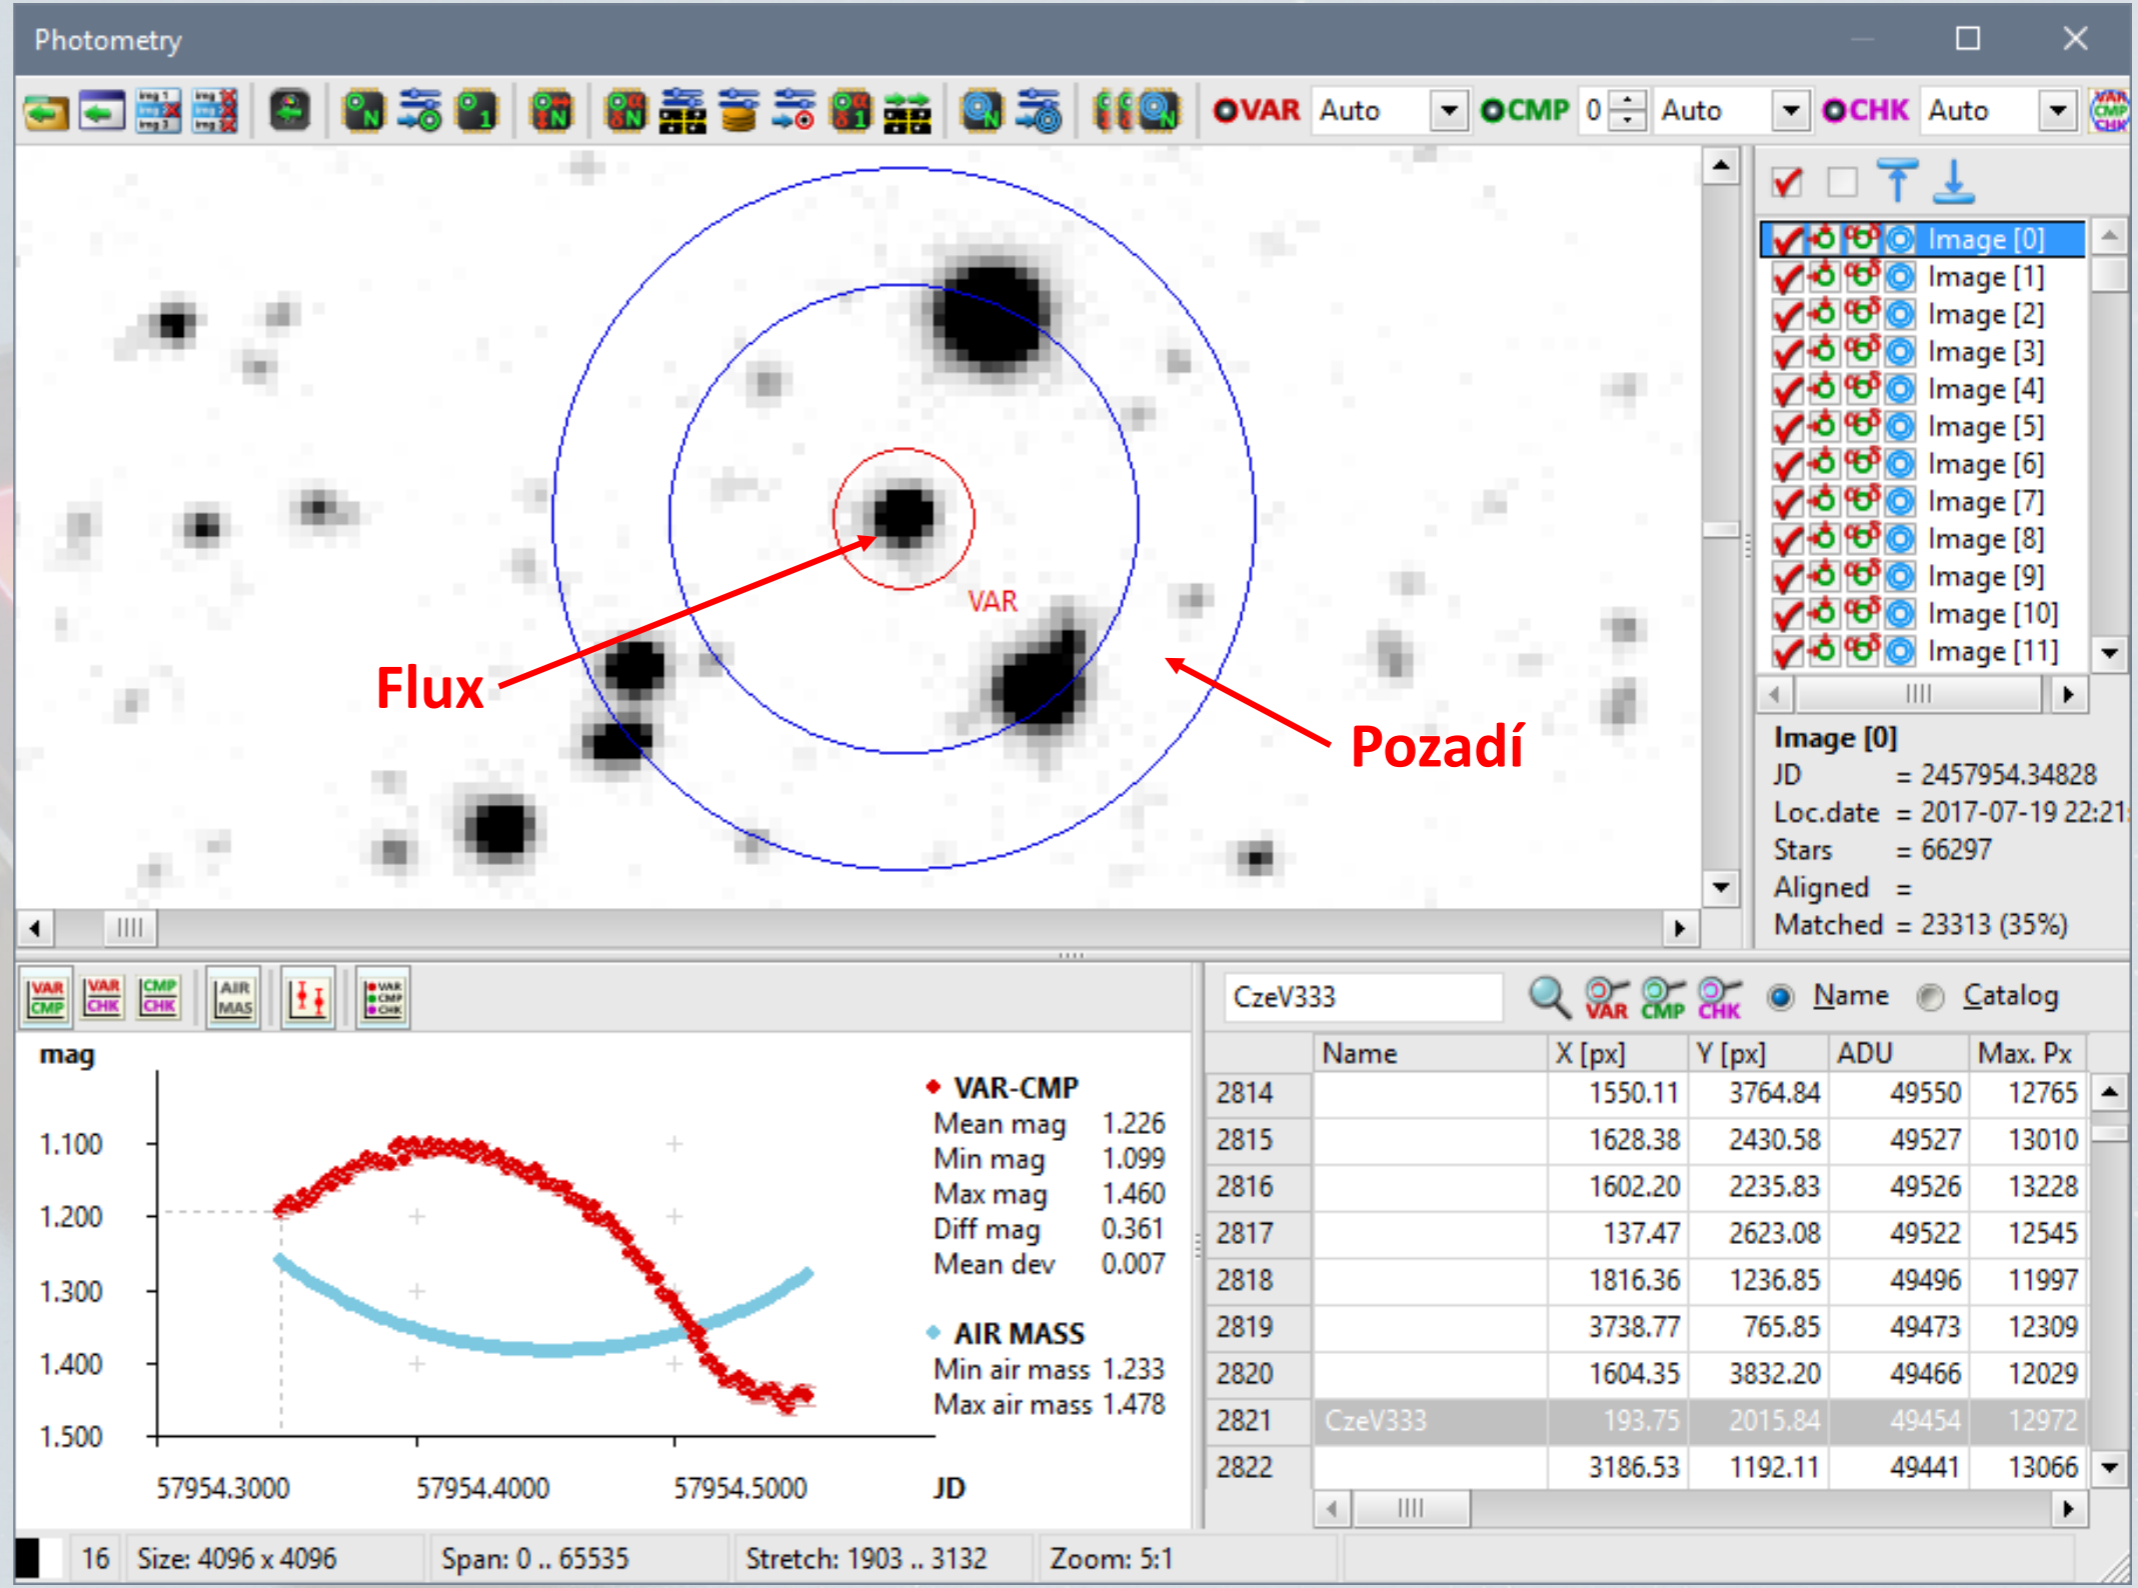 Photometry
VAR Auto CMP 0 Auto CHK Auto
Image [0]
Image [1]
Image [2]
Image [3]
Image [4]
Image [5]
Image [6]
Image [7]
Image [8]
Image [9]
Image [10]
Image [11]
VAR
Flux
Pozadí
Image [0]
JD = 2457954.34828
Loc.date = 2017-07-19 22:21:
Stars = 66297
Aligned =
Matched = 23313 (35%)
VAR CMP VAR CHK CMP CHK AIR MAS VAR CMP CHK
mag
1.100
1.200
1.300
1.400
1.500
57954.3000 57954.4000 57954.5000 JD
VAR-CMP
Mean mag 1.226
Min mag 1.099
Max mag 1.460
Diff mag 0.361
Mean dev 0.007
AIR MASS
Min air mass 1.233
Max air mass 1.478
CzeV333 VAR CMP CHK Name Catalog
Name X [px] Y [px] ADU Max. Px
2814 1550.11 3764.84 49550 12765
2815 1628.38 2430.58 49527 13010
2816 1602.20 2235.83 49526 13228
2817 137.47 2623.08 49522 12545
2818 1816.36 1236.85 49496 11997
2819 3738.77 765.85 49473 12309
2820 1604.35 3832.20 49466 12029
2821 CzeV333 193.75 2015.84 49454 12972
2822 3186.53 1192.11 49441 13066
16 Size: 4096 x 4096 Span: 0 .. 65535 Stretch: 1903 .. 3132 Zoom: 5:1